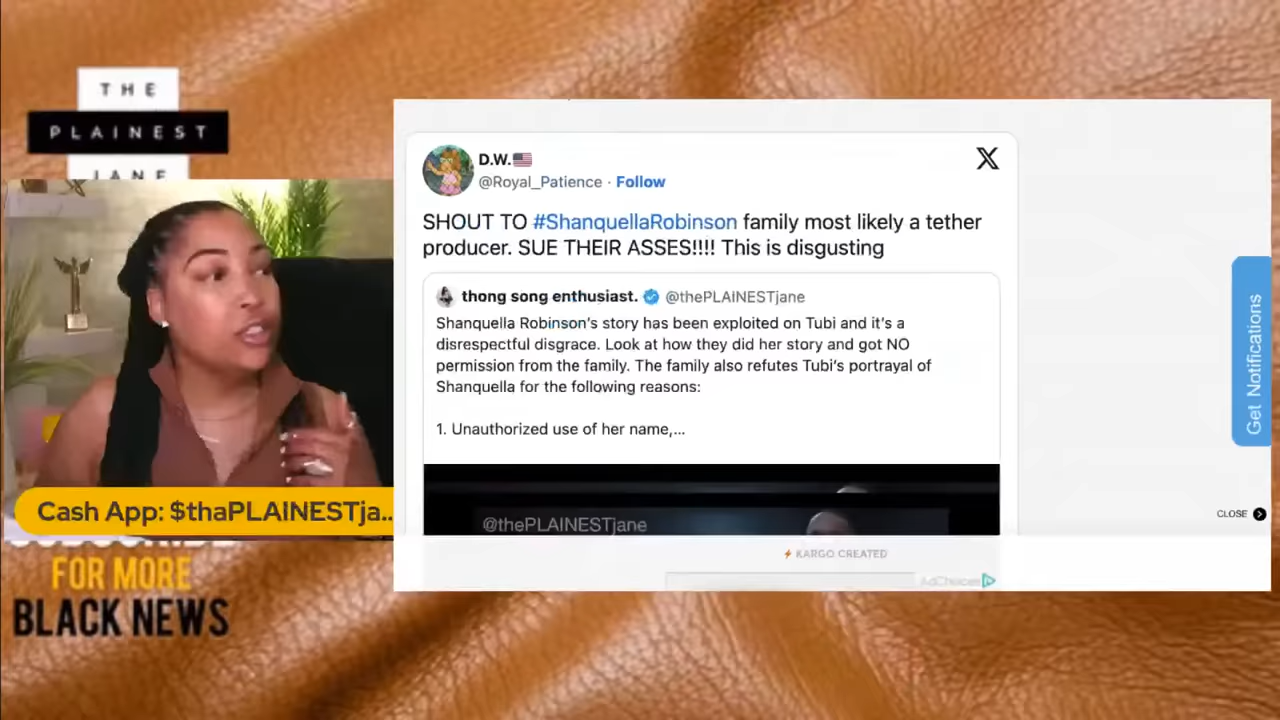 THE
PLAINEST
JANE
D.W.
@Royal_Patience · Follow
SHOUT TO #ShanquellaRobinson family most likely a tether
producer. SUE THEIR ASSES!!!! This is disgusting
thong song enthusiast. @thePLAINESTjane
Shanquella Robinson's story has been exploited on Tubi and it's a
disrespectful disgrace. Look at how they did her story and got NO
permission from the family. The family also refutes Tubi's portrayal of
Shanquella for the following reasons:
1. Unauthorized use of her name,...
@thePLAINESTjane
Get Notifications
CLOSE
KARGO CREATED
AdChoices
Cash App: $thaPLAINESTja..
FOR MORE
BLACK NEWS